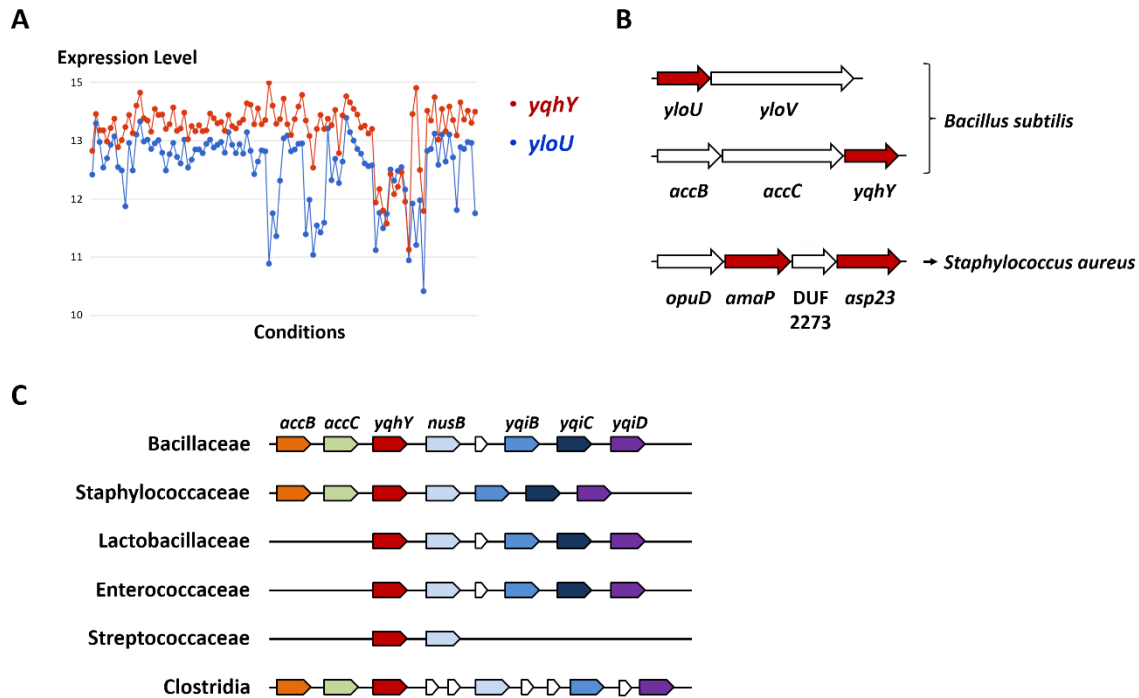 A
Expression Level
15
13
12
11
10
Conditions
• yqhY
• yloU
B
yloU yloV
accB accC yqhY
Bacillus subtilis
opuD amaP DUF 2273 asp23
Staphylococcus aureus
C
accB accC yqhY nusB yqiB yqiC yqiD
Bacillaceae
Staphylococcaceae
Lactobacillaceae
Enterococcaceae
Streptococcaceae
Clostridia